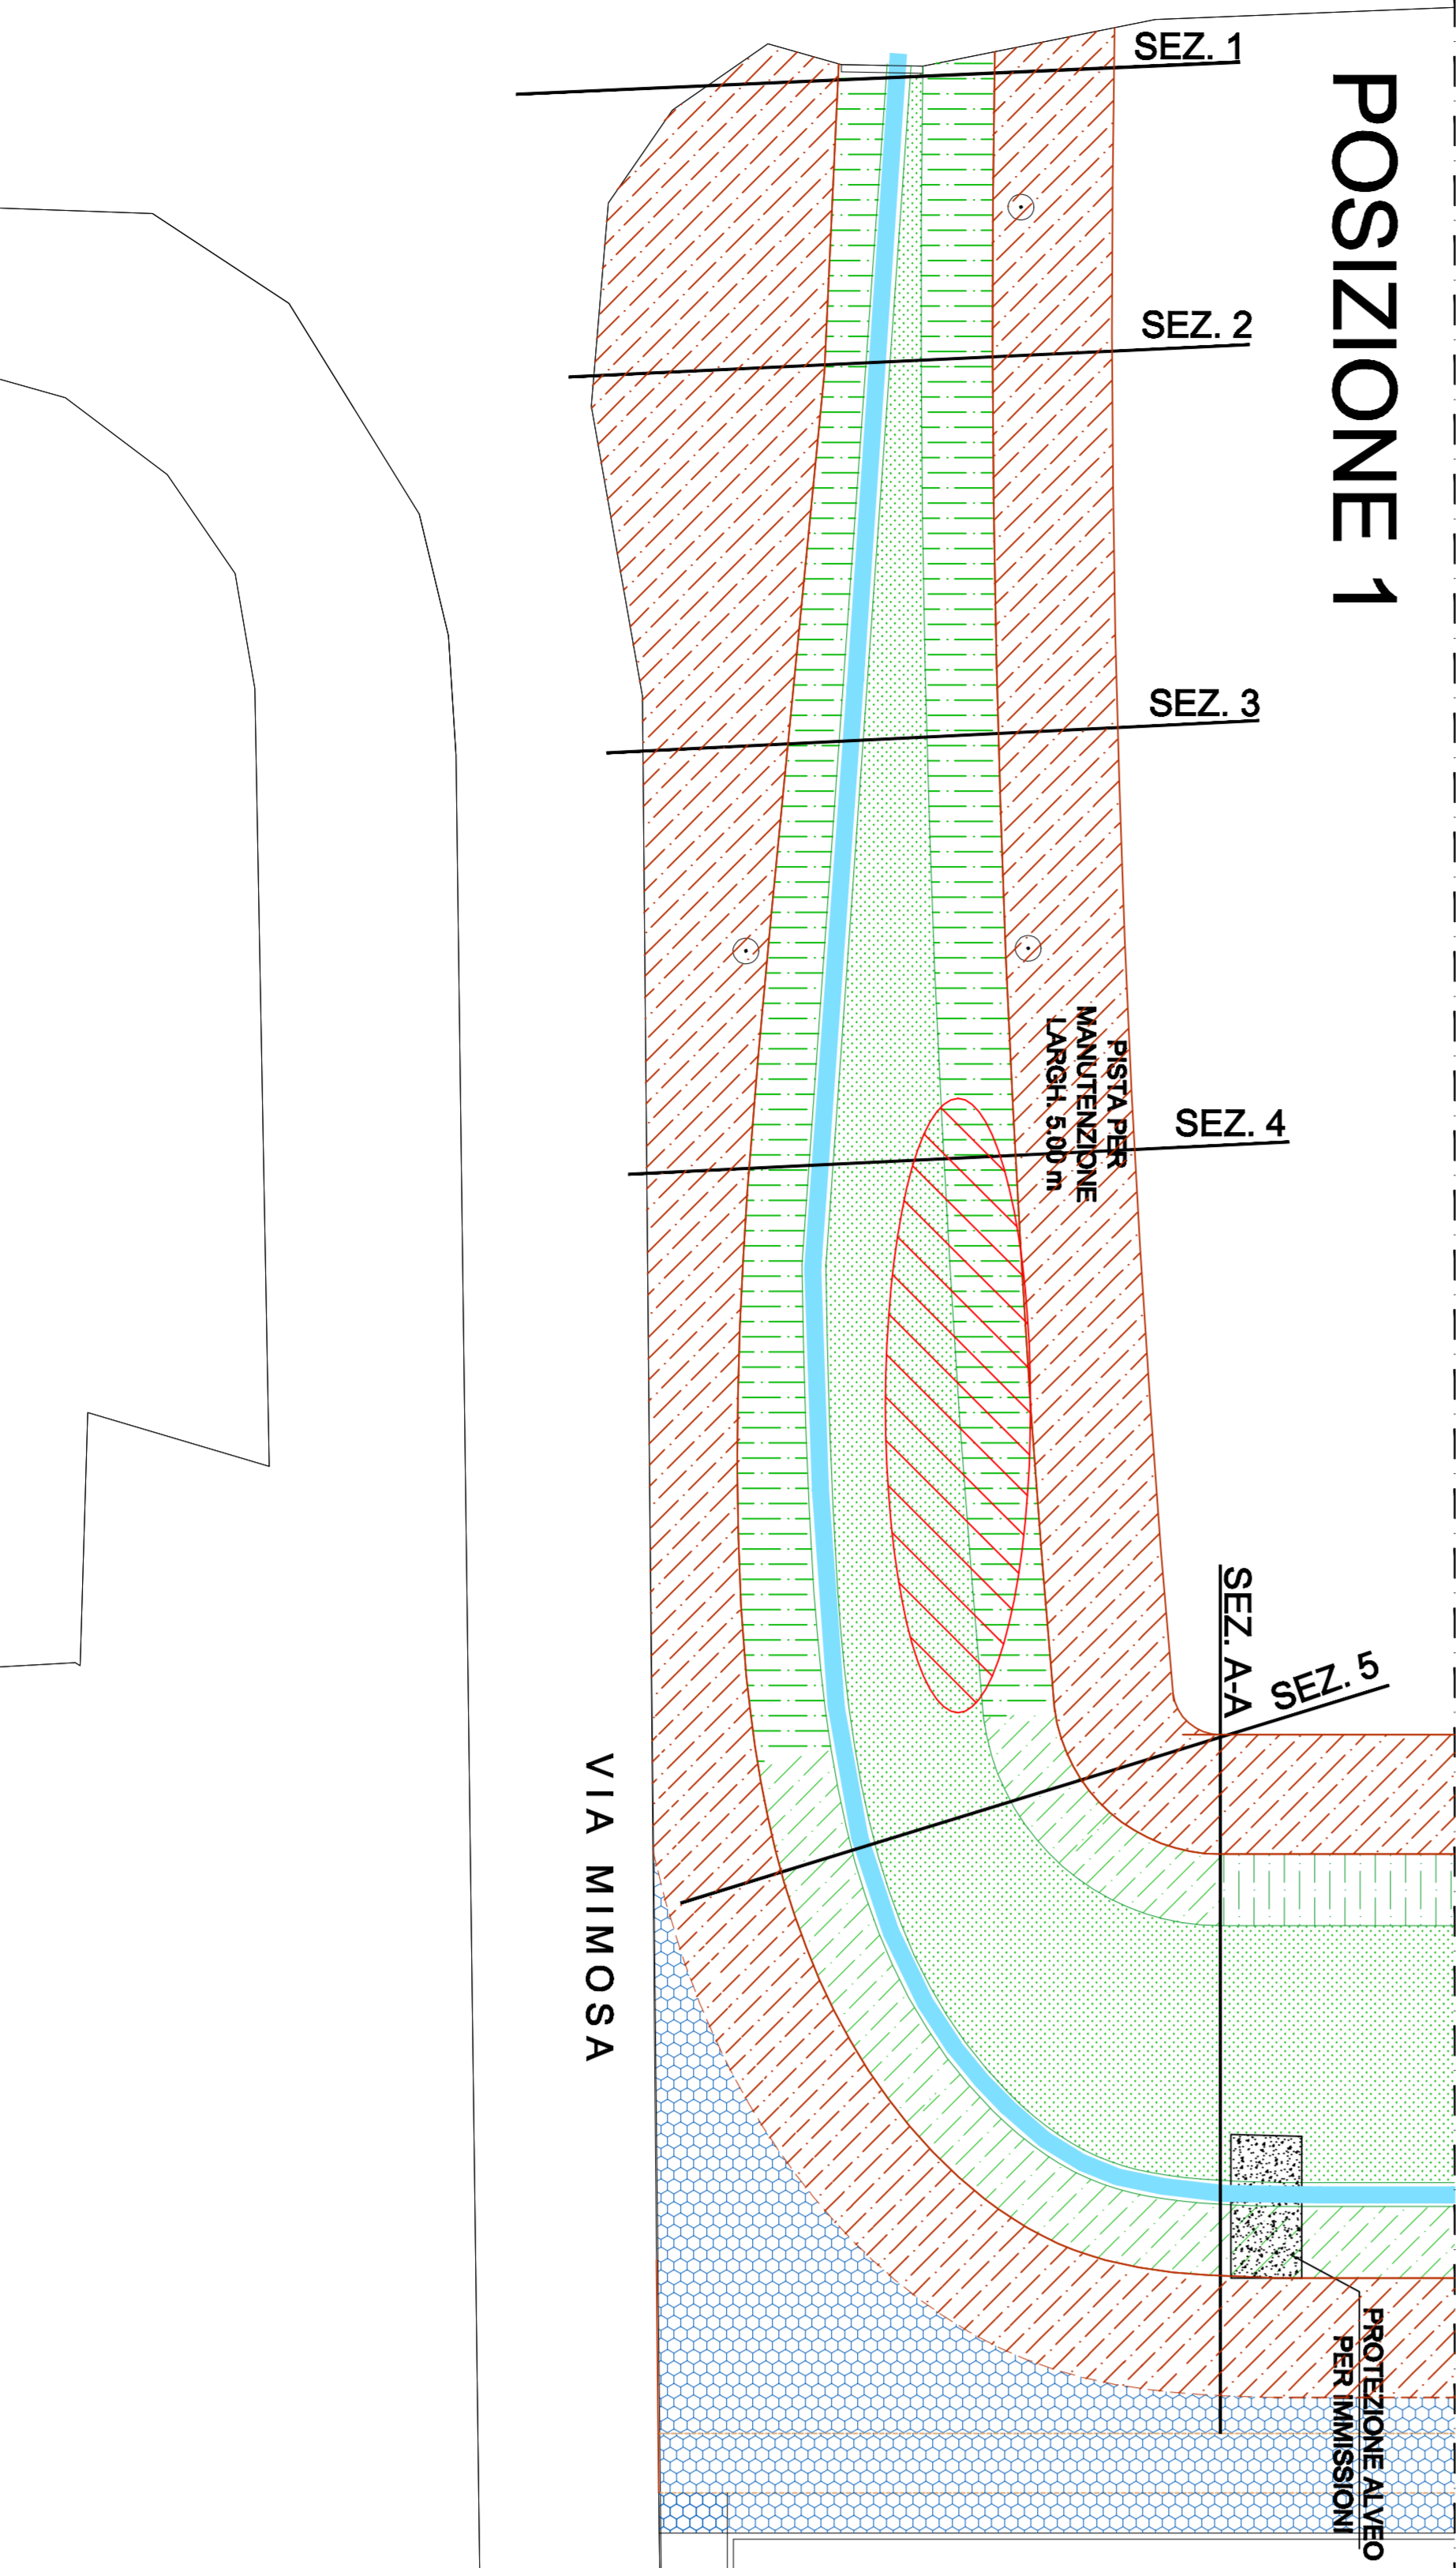 POSIZIONE 1
SEZ. 1
SEZ. 2
SEZ. 3
PISTA PER
MANUTENZIONE
LARGH. 5.00 m
SEZ. 4
SEZ. A-A
SEZ. 5
VIA MIMOSA
PROTEZIONE ALVEO
PER IMMISSIONI